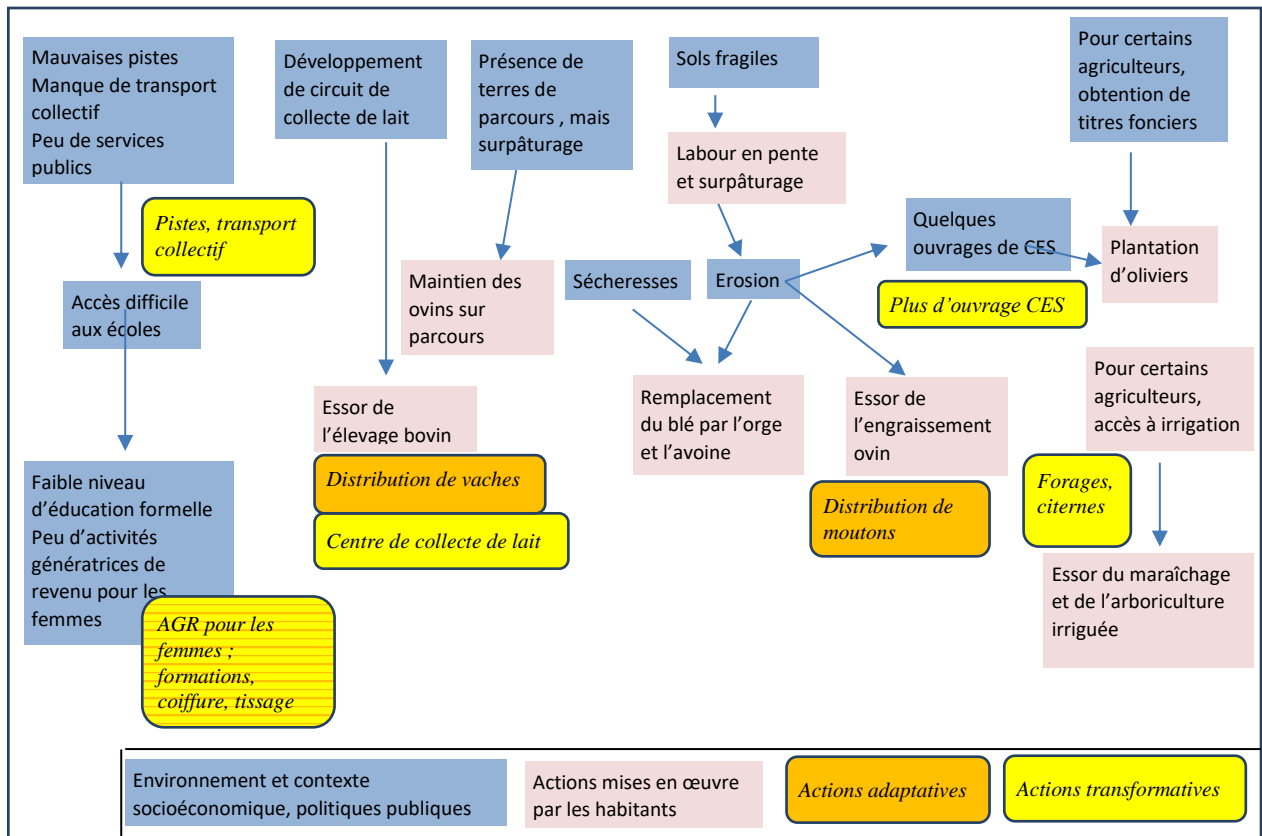 Mauvaises pistes
Manque de transport
collectif
Peu de services
publics
Développement
de circuit de
collecte de lait
Présence de
terres de
parcours , mais
surpâturage
Sols fragiles
Pour certains
agriculteurs,
obtention de
titres fonciers
Labour en pente
et surpâturage
Pistes, transport
collectif
Quelques
ouvrages de CES
Plantation
d’oliviers
Accès difficile
aux écoles
Maintien des
ovins sur
parcours
Sécheresses
Erosion
Plus d’ouvrage CES
Essor de
l’élevage bovin
Remplacement
du blé par l’orge
et l’avoine
Essor de
l’engraissement
ovin
Pour certains
agriculteurs,
accès à irrigation
Faible niveau
d’éducation formelle
Peu d’activités
génératrices de
revenu pour les
femmes
Distribution de vaches
Centre de collecte de lait
Distribution de
moutons
Forages,
citernes
AGR pour les
femmes ;
formations,
coiffure, tissage
Essor du maraîchage
et de l’arboriculture
irriguée
Environnement et contexte
socioéconomique, politiques publiques
Actions mises en œuvre
par les habitants
Actions adaptatives
Actions transformatives